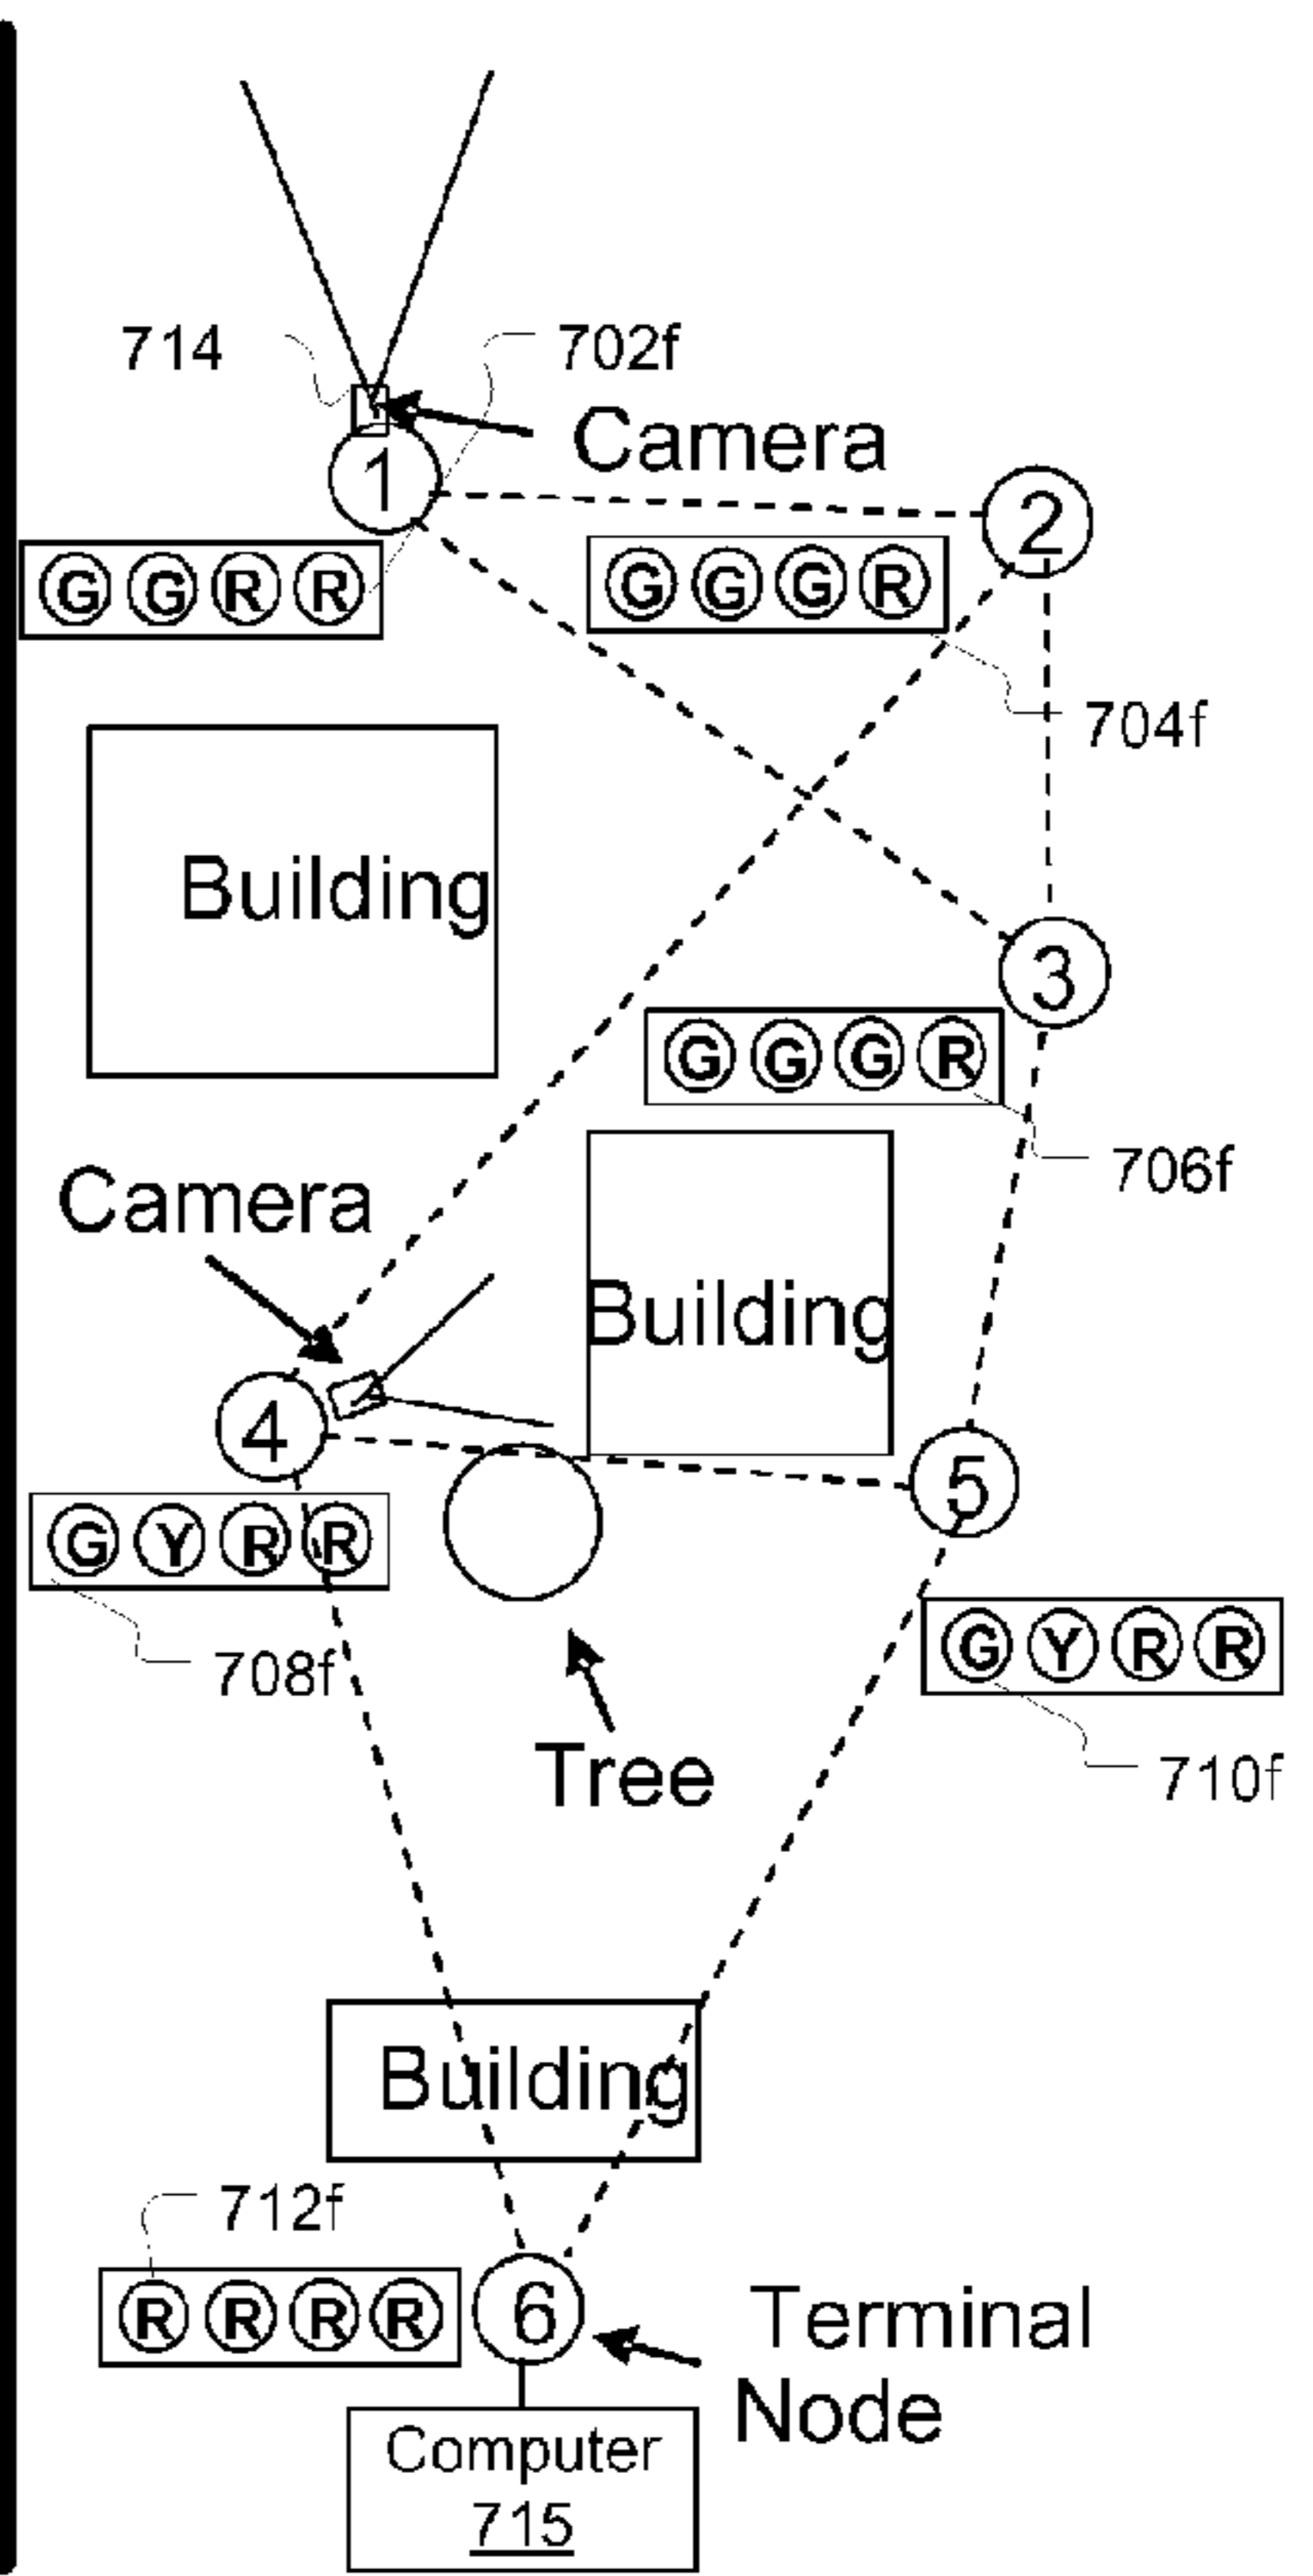 714
702f
Camera
1
2
G G R R
G G G R
704f
Building
3
G G G R
706f
Camera
Building
4
5
G Y R R
G Y R R
708f
710f
Tree
Building
712f
R R R R
6
Terminal
Node
Computer
715